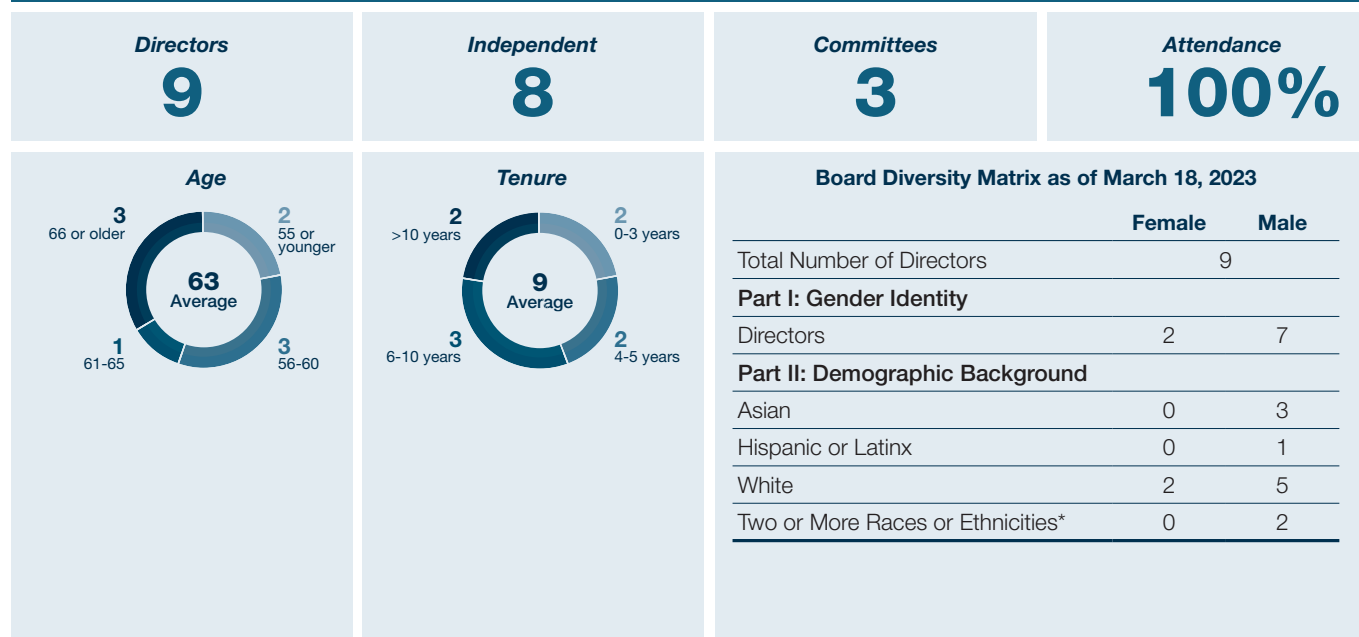 Directors
9
Independent
8
Committees
3
Attendance
100%
Age
3
66 or older
2
55 or
younger
63
Average
1
61-65
3
56-60
Tenure
2
>10 years
2
0-3 years
9
Average
3
6-10 years
2
4-5 years
Board Diversity Matrix as of March 18, 2023
Female Male
Total Number of Directors 9
Part I: Gender Identity
Directors 2 7
Part II: Demographic Background
Asian 0 3
Hispanic or Latinx 0 1
White 2 5
Two or More Races or Ethnicities* 0 2